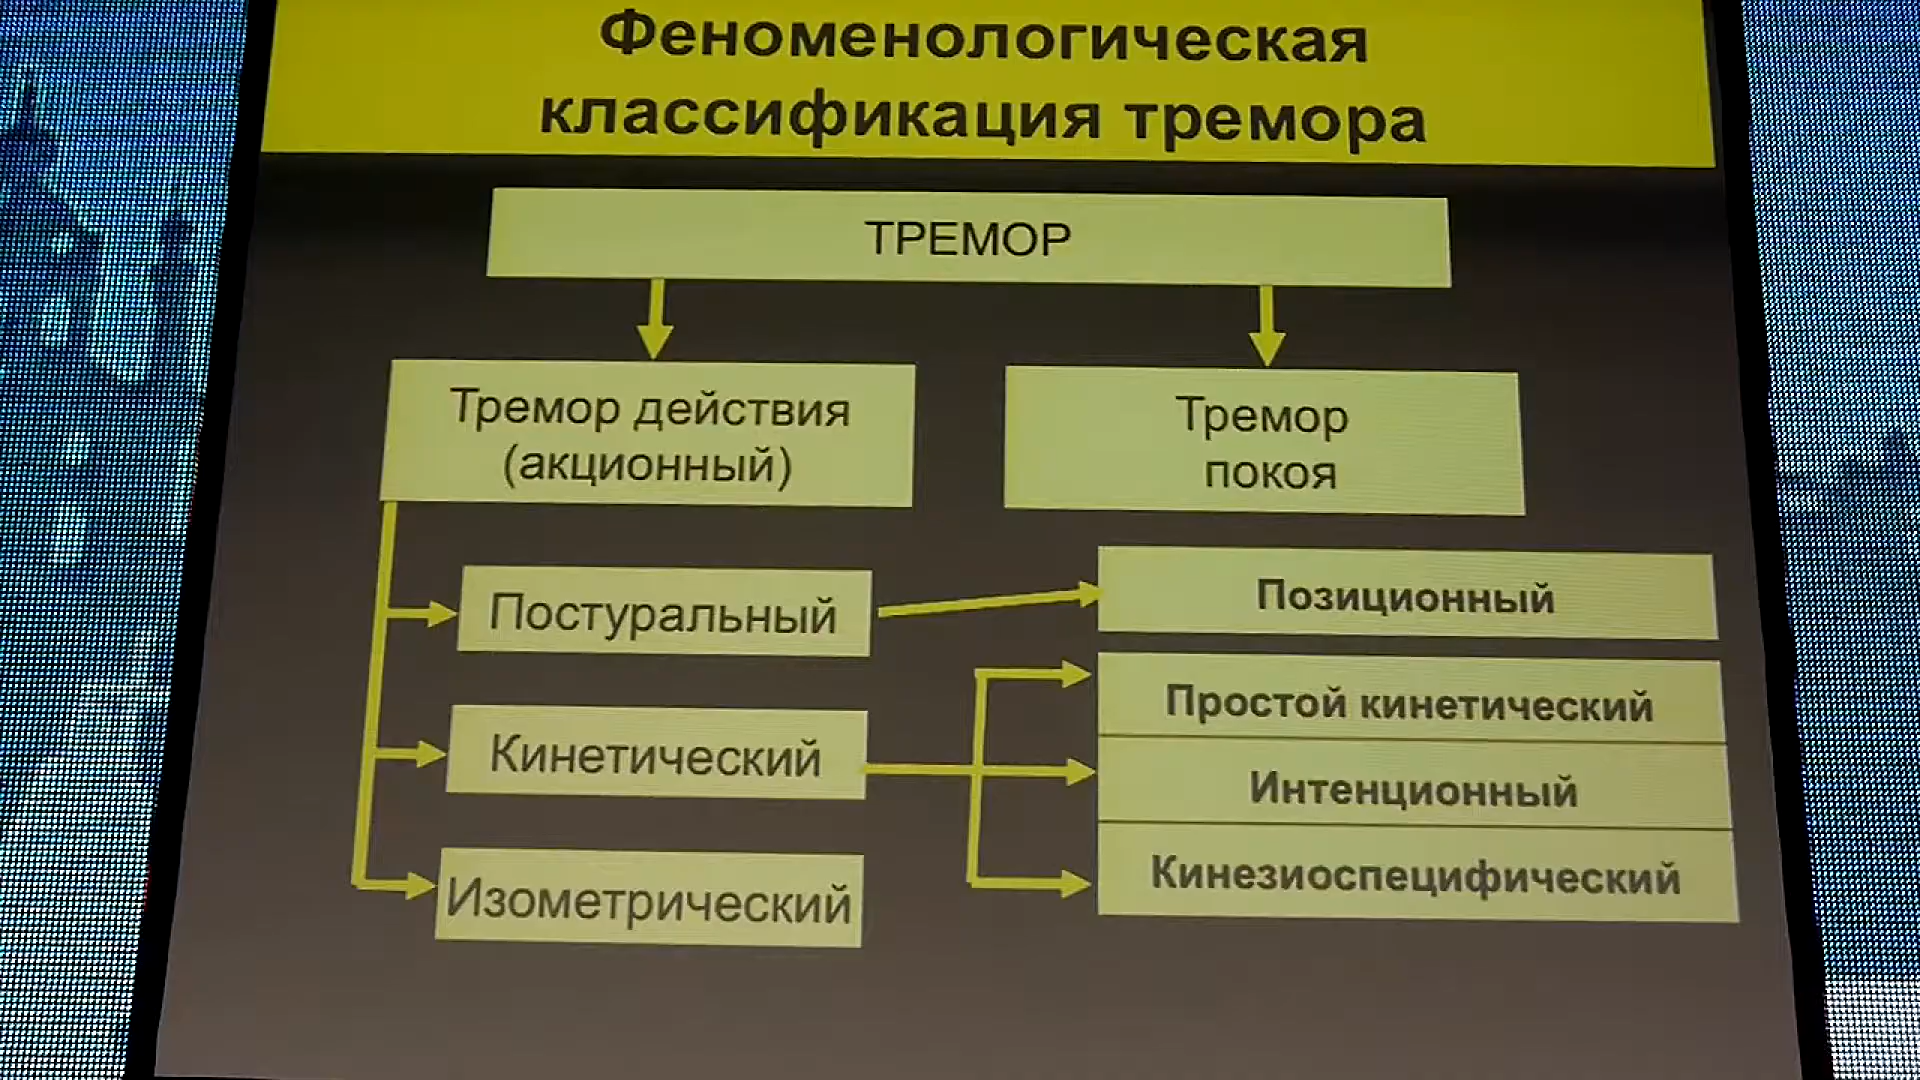 Феноменологическая
классификация тремора
ТРЕМОР
Тремор действия
(акционный)
Тремор
покоя
Постуральный
Позиционный
Кинетический
Простой кинетический
Интенционный
Кинезиоспецифический
Изометрический